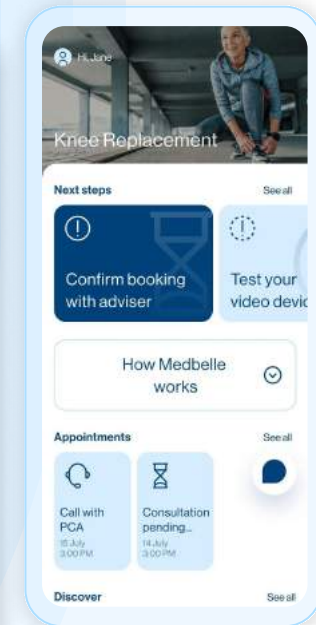 Hi, Jane
Knee Replacement
Next steps
See all
Confirm booking
with adviser
Test your
video devic
How Medbelle
works
Appointments
See all
Call with
PCA
15 July
3:00 PM
Consultation
pending...
14 July
3:00 PM
Discover
See all